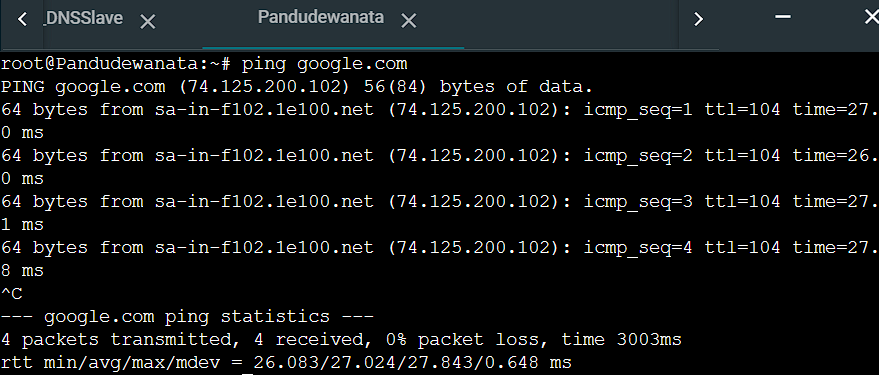 _DNSSlave
Pandudewanata
root@Pandudewanata:~# ping google.com
PING google.com (74.125.200.102) 56(84) bytes of data.
64 bytes from sa-in-f102.1e100.net (74.125.200.102): icmp_seq=1 ttl=104 time=27.
0 ms
64 bytes from sa-in-f102.1e100.net (74.125.200.102): icmp_seq=2 ttl=104 time=26.
0 ms
64 bytes from sa-in-f102.1e100.net (74.125.200.102): icmp_seq=3 ttl=104 time=27.
1 ms
64 bytes from sa-in-f102.1e100.net (74.125.200.102): icmp_seq=4 ttl=104 time=27.
8 ms
^C
--- google.com ping statistics ---
4 packets transmitted, 4 received, 0% packet loss, time 3003ms
rtt min/avg/max/mdev = 26.083/27.024/27.843/0.648 ms